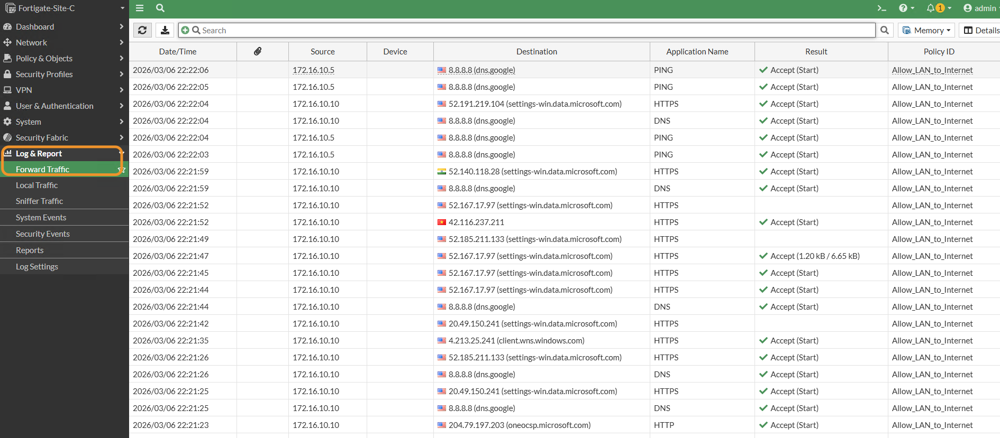 Fortigate-Site-C
Dashboard
Network
Policy & Objects
Security Profiles
VPN
User & Authentication
System
Security Fabric
Log & Report
Forward Traffic
Local Traffic
Sniffer Traffic
System Events
Security Events
Reports
Log Settings
>_ ? 1 admin
Search Memory Details
Date/Time Source Device Destination Application Name Result Policy ID
2026/03/06 22:22:06 172.16.10.5 8.8.8.8 (dns.google) PING Accept (Start) Allow_LAN_to_Internet
2026/03/06 22:22:05 172.16.10.5 8.8.8.8 (dns.google) PING Accept (Start) Allow_LAN_to_Internet
2026/03/06 22:22:04 172.16.10.10 52.191.219.104 (settings-win.data.microsoft.com) HTTPS Accept (Start) Allow_LAN_to_Internet
2026/03/06 22:22:04 172.16.10.10 8.8.8.8 (dns.google) DNS Accept (Start) Allow_LAN_to_Internet
2026/03/06 22:22:04 172.16.10.5 8.8.8.8 (dns.google) PING Accept (Start) Allow_LAN_to_Internet
2026/03/06 22:22:03 172.16.10.5 8.8.8.8 (dns.google) PING Accept (Start) Allow_LAN_to_Internet
2026/03/06 22:21:59 172.16.10.10 52.140.118.28 (settings-win.data.microsoft.com) HTTPS Accept (Start) Allow_LAN_to_Internet
2026/03/06 22:21:59 172.16.10.10 8.8.8.8 (dns.google) DNS Accept (Start) Allow_LAN_to_Internet
2026/03/06 22:21:52 172.16.10.10 52.167.17.97 (settings-win.data.microsoft.com) HTTPS Allow_LAN_to_Internet
2026/03/06 22:21:52 172.16.10.10 42.116.237.211 HTTPS Accept (Start) Allow_LAN_to_Internet
2026/03/06 22:21:49 172.16.10.10 52.185.211.133 (settings-win.data.microsoft.com) HTTPS Allow_LAN_to_Internet
2026/03/06 22:21:47 172.16.10.10 52.167.17.97 (settings-win.data.microsoft.com) HTTPS Accept (1.20 kB / 6.65 kB) Allow_LAN_to_Internet
2026/03/06 22:21:45 172.16.10.10 52.167.17.97 (settings-win.data.microsoft.com) HTTPS Accept (Start) Allow_LAN_to_Internet
2026/03/06 22:21:44 172.16.10.10 52.167.17.97 (settings-win.data.microsoft.com) HTTPS Accept (Start) Allow_LAN_to_Internet
2026/03/06 22:21:44 172.16.10.10 8.8.8.8 (dns.google) DNS Accept (Start) Allow_LAN_to_Internet
2026/03/06 22:21:42 172.16.10.10 20.49.150.241 (settings-win.data.microsoft.com) HTTPS Allow_LAN_to_Internet
2026/03/06 22:21:35 172.16.10.10 4.213.25.241 (client.wns.windows.com) HTTPS Accept (Start) Allow_LAN_to_Internet
2026/03/06 22:21:26 172.16.10.10 52.185.211.133 (settings-win.data.microsoft.com) HTTPS Accept (Start) Allow_LAN_to_Internet
2026/03/06 22:21:26 172.16.10.10 8.8.8.8 (dns.google) DNS Accept (Start) Allow_LAN_to_Internet
2026/03/06 22:21:25 172.16.10.10 20.49.150.241 (settings-win.data.microsoft.com) HTTPS Accept (Start) Allow_LAN_to_Internet
2026/03/06 22:21:25 172.16.10.10 8.8.8.8 (dns.google) DNS Accept (Start) Allow_LAN_to_Internet
2026/03/06 22:21:23 172.16.10.10 204.79.197.203 (oneocsp.microsoft.com) HTTP Accept (Start) Allow_LAN_to_Internet